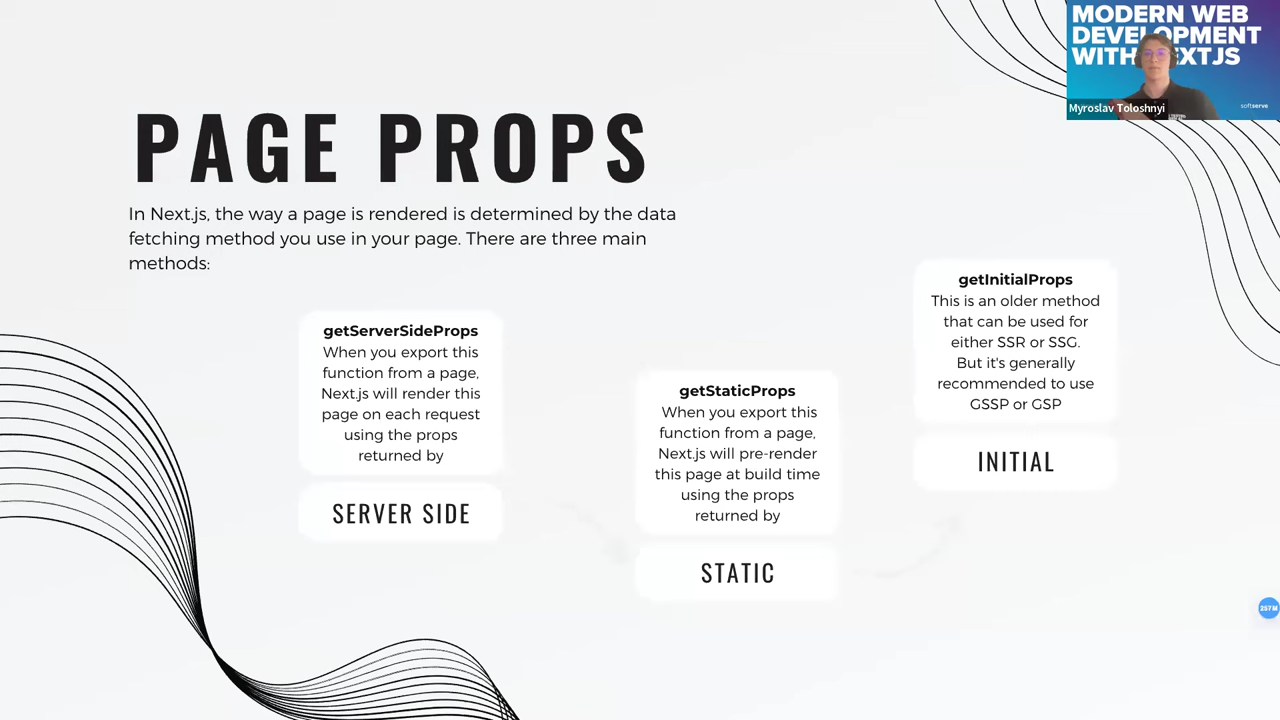 MODERN WEB
DEVELOPMENT
WITH NEXTJS
Myroslav Toloshnyi
softserve
PAGE PROPS
In Next.js, the way a page is rendered is determined by the data
fetching method you use in your page. There are three main
methods:
getServerSideProps
When you export this
function from a page,
Next.js will render this
page on each request
using the props
returned by
SERVER SIDE
getStaticProps
When you export this
function from a page,
Next.js will pre-render
this page at build time
using the props
returned by
STATIC
getInitialProps
This is an older method
that can be used for
either SSR or SSG.
But it's generally
recommended to use
GSSP or GSP
INITIAL
257 M